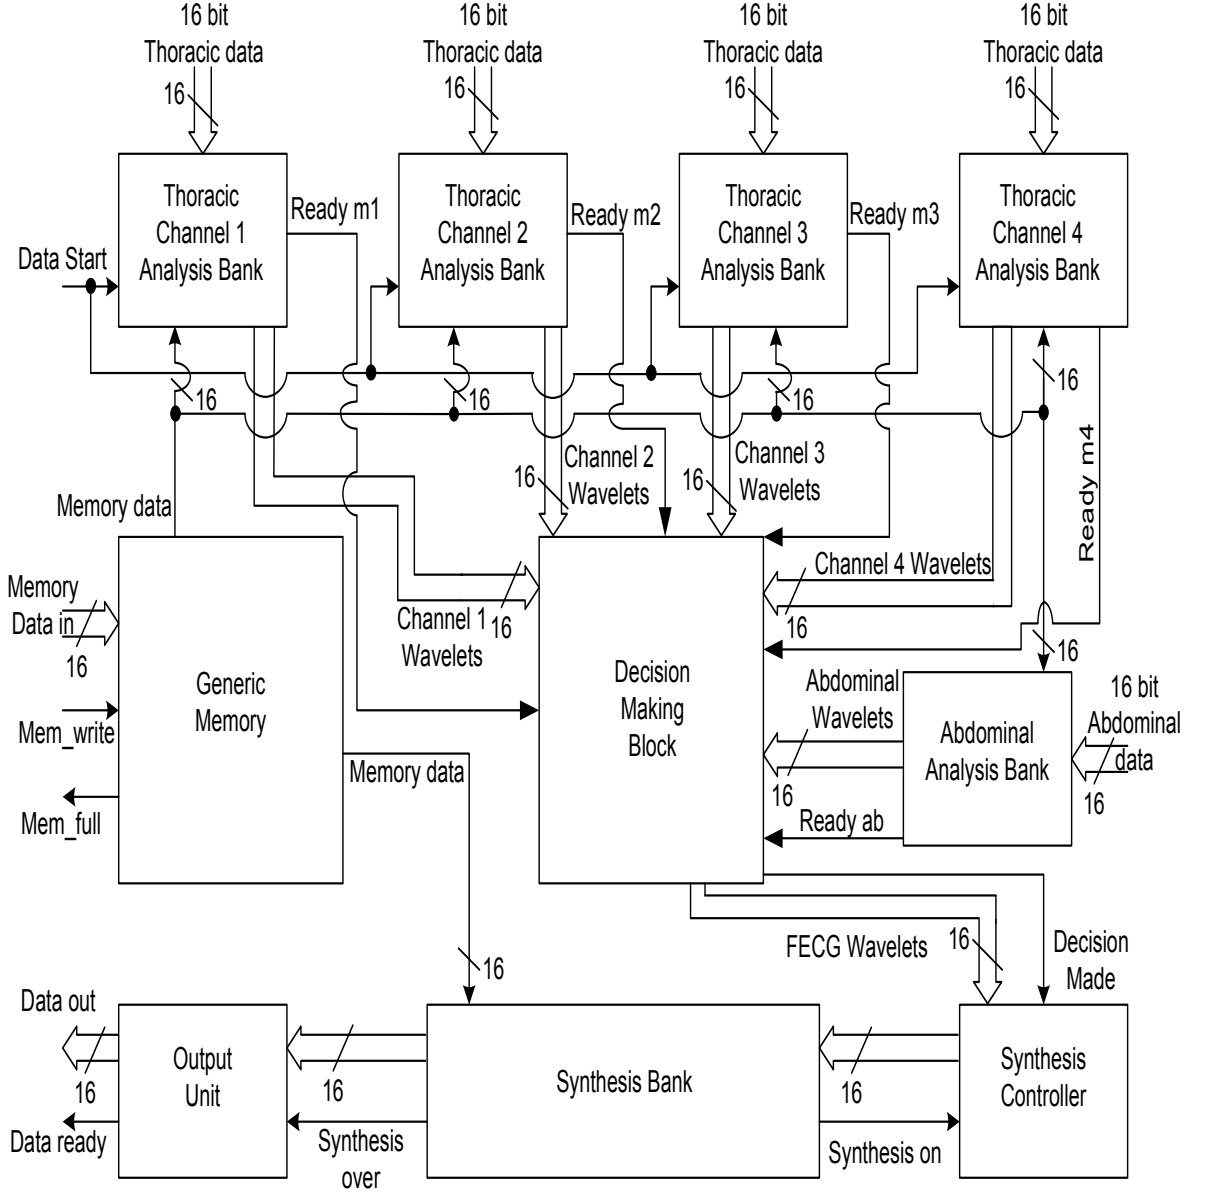 16 bit
Thoracic data
16 bit
Thoracic data
16 bit
Thoracic data
16 bit
Thoracic data
16
16
16
16
Thoracic
Channel 1
Analysis Bank
Ready m1
Thoracic
Channel 2
Analysis Bank
Ready m2
Thoracic
Channel 3
Analysis Bank
Ready m3
Thoracic
Channel 4
Analysis Bank
Data Start
16
16
16
16
Memory data
16
Channel 2
Wavelets
16
Channel 3
Wavelets
Ready m4
Memory
Data in
16
Generic
Memory
Mem_write
Mem_full
Channel 1
Wavelets
16
Decision
Making
Block
Channel 4 Wavelets
16
16
Abdominal
Wavelets
16
Abdominal
Analysis Bank
16 bit
Abdominal
data
16
Ready ab
Memory data
16
FECG Wavelets
16
Decision
Made
Data out
16
Data ready
Output
Unit
16
Synthesis
over
Synthesis Bank
16
Synthesis on
Synthesis
Controller